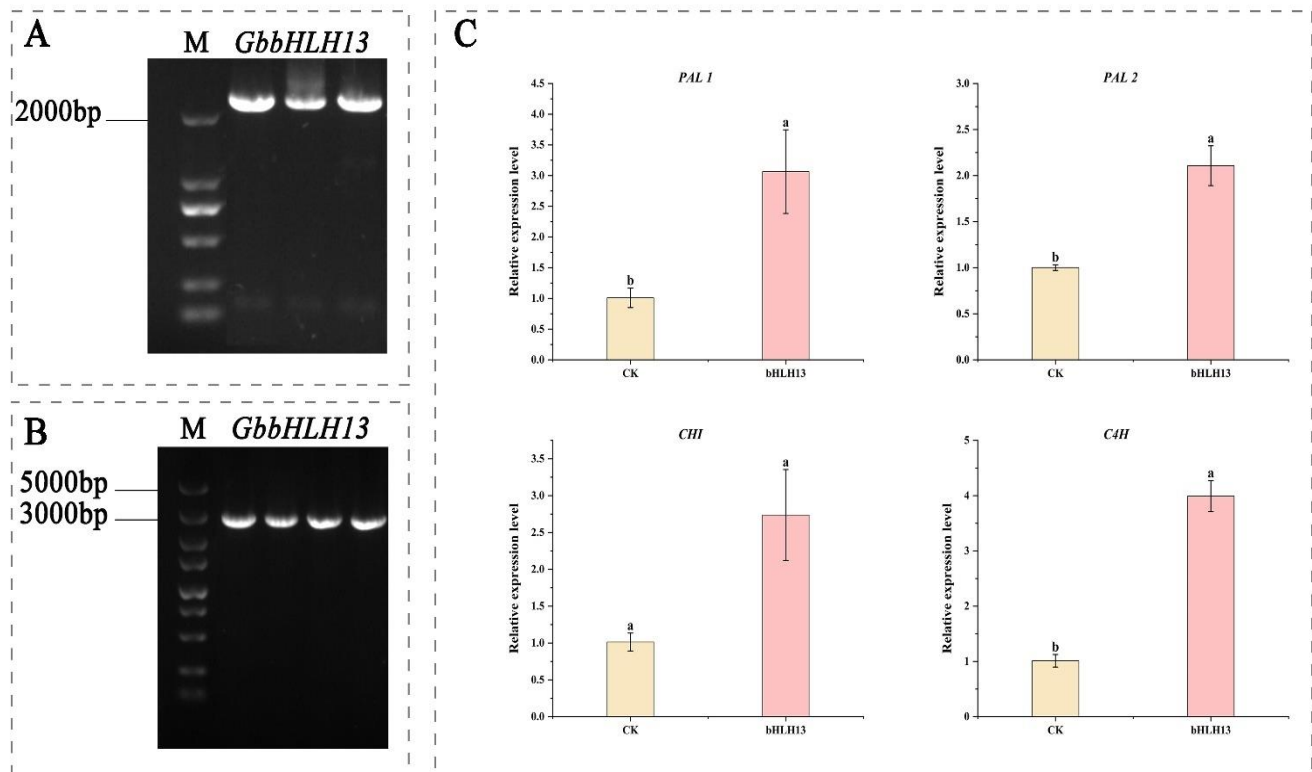 A
M GbbHLH13
2000bp
B
M GbbHLH13
5000bp
3000bp
C
PAL 1
Relative expression level
4.5
4.0
3.5
3.0
2.5
2.0
1.5
1.0
0.5
0.0
b
a
CK bHLH13
PAL 2
Relative expression level
3.0
2.5
2.0
1.5
1.0
0.5
0.0
b
a
CK bHLH13
CHI
Relative expression level
3.5
3.0
2.5
2.0
1.5
1.0
0.5
0.0
a
a
CK bHLH13
C4H
Relative expression level
5
4
3
2
1
0
b
a
CK bHLH13